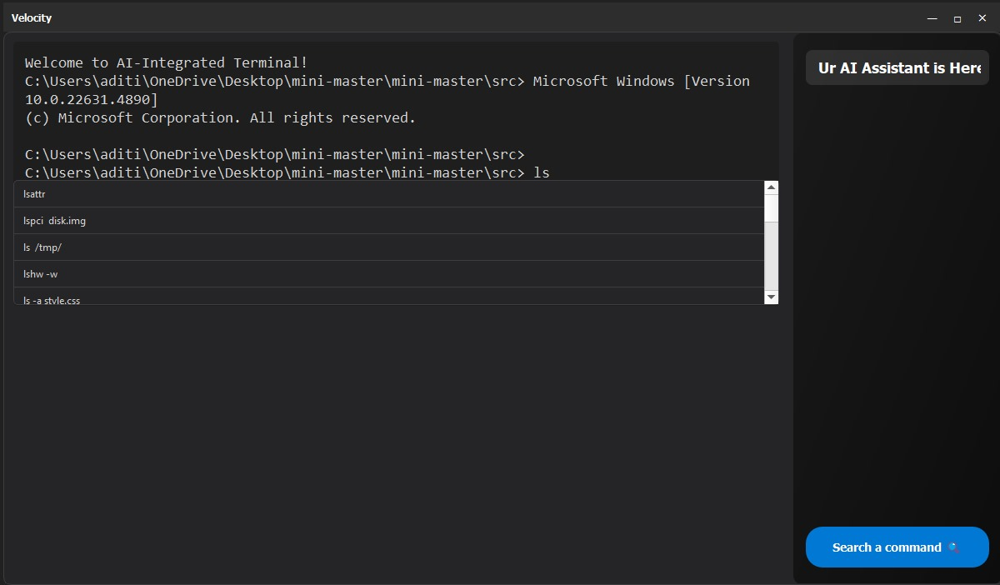 Velocity
Welcome to AI-Integrated Terminal!
C:\Users\aditi\OneDrive\Desktop\mini-master\mini-master\src> Microsoft Windows [Version
10.0.22631.4890]
(c) Microsoft Corporation. All rights reserved.
C:\Users\aditi\OneDrive\Desktop\mini-master\mini-master\src>
C:\Users\aditi\OneDrive\Desktop\mini-master\mini-master\src> ls
lsattr
lspci  disk.img
ls  /tmp/
lshw -w
ls -a style.css
Ur AI Assistant is Here
Search a command